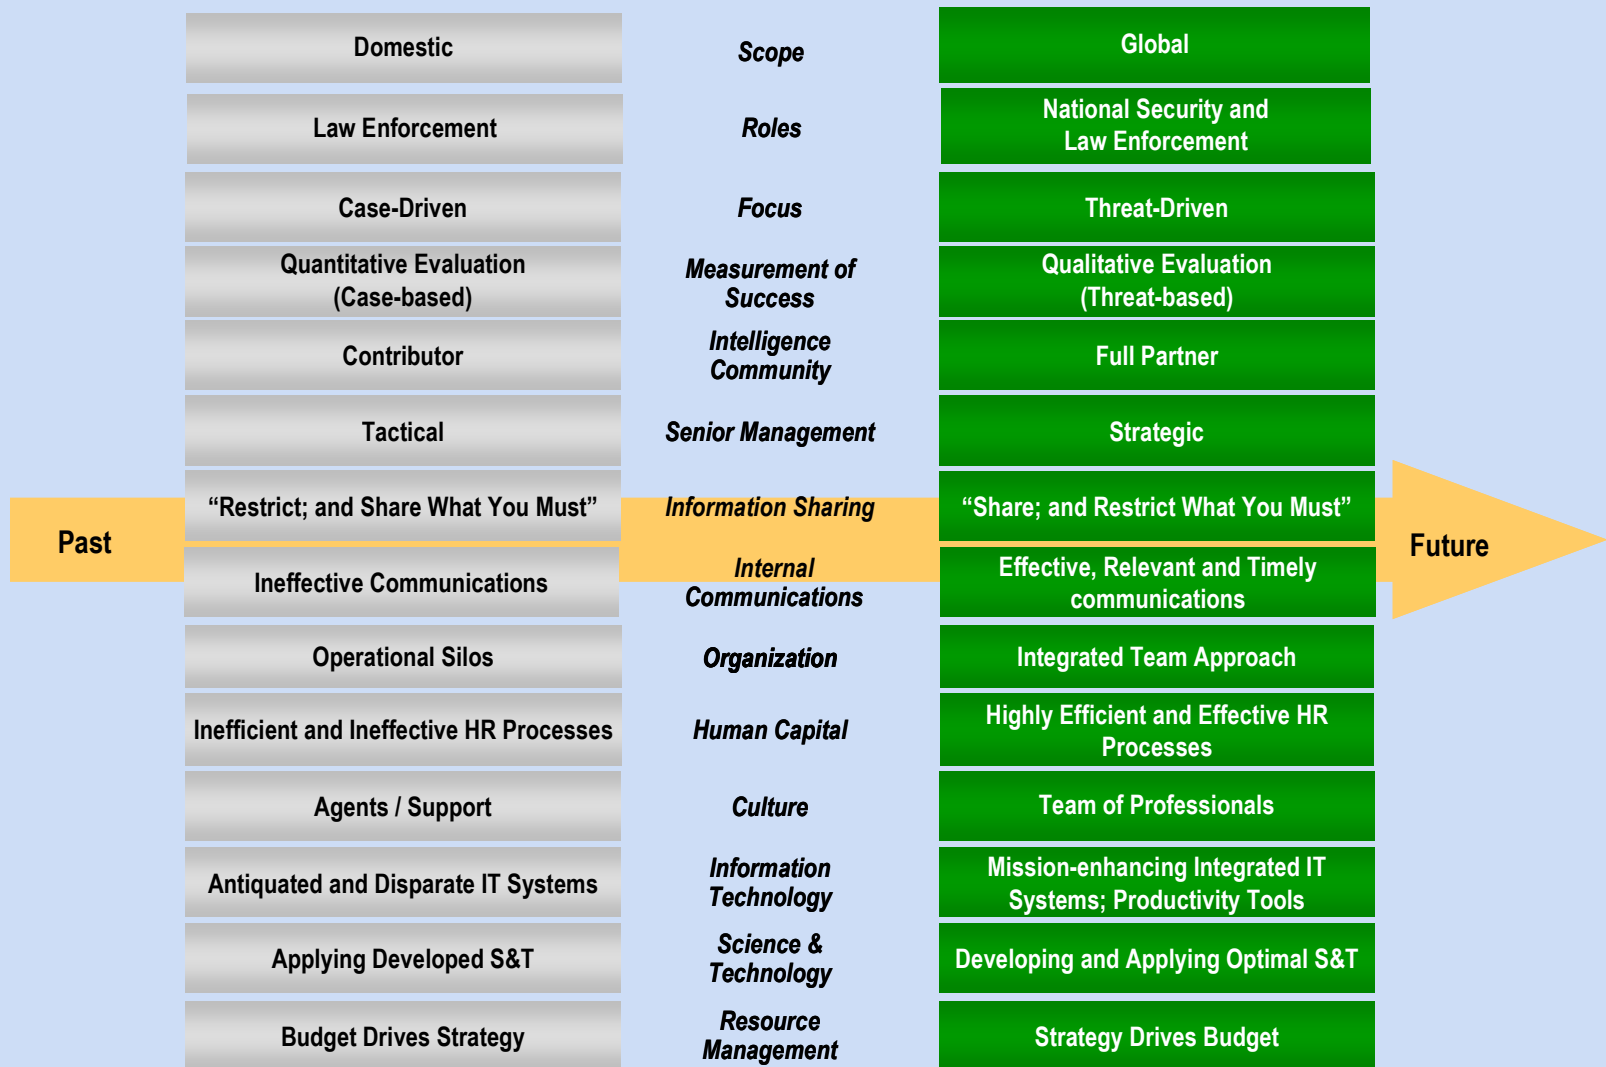 Domestic
Scope
Global
Law Enforcement
Roles
National Security and
Law Enforcement
Case-Driven
Focus
Threat-Driven
Quantitative Evaluation
(Case-based)
Measurement of
Success
Qualitative Evaluation
(Threat-based)
Contributor
Intelligence
Community
Full Partner
Tactical
Senior Management
Strategic
Past
“Restrict; and Share What You Must”
Information Sharing
“Share; and Restrict What You Must”
Future
Ineffective Communications
Internal
Communications
Effective, Relevant and Timely
communications
Operational Silos
Organization
Integrated Team Approach
Inefficient and Ineffective HR Processes
Human Capital
Highly Efficient and Effective HR
Processes
Agents / Support
Culture
Team of Professionals
Antiquated and Disparate IT Systems
Information
Technology
Mission-enhancing Integrated IT
Systems; Productivity Tools
Applying Developed S&T
Science &
Technology
Developing and Applying Optimal S&T
Budget Drives Strategy
Resource
Management
Strategy Drives Budget